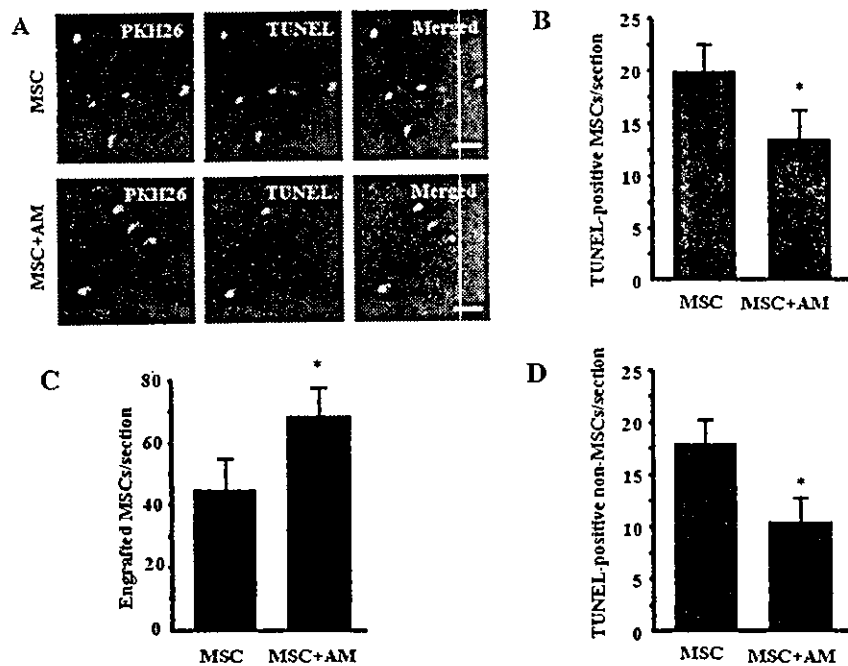 A
PKH26 TUNEL Merged
MSC
PKH26 TUNEL Merged
MSC+AM
B
TUNEL-positive MSCs/section
25
20
15
10
5
0
*
MSC MSC+AM
C
Engrafted MSCs/section
80
60
40
20
0
*
MSC MSC+AM
D
TUNEL-positive non-MSCs/section
25
20
15
10
5
0
*
MSC MSC+AM